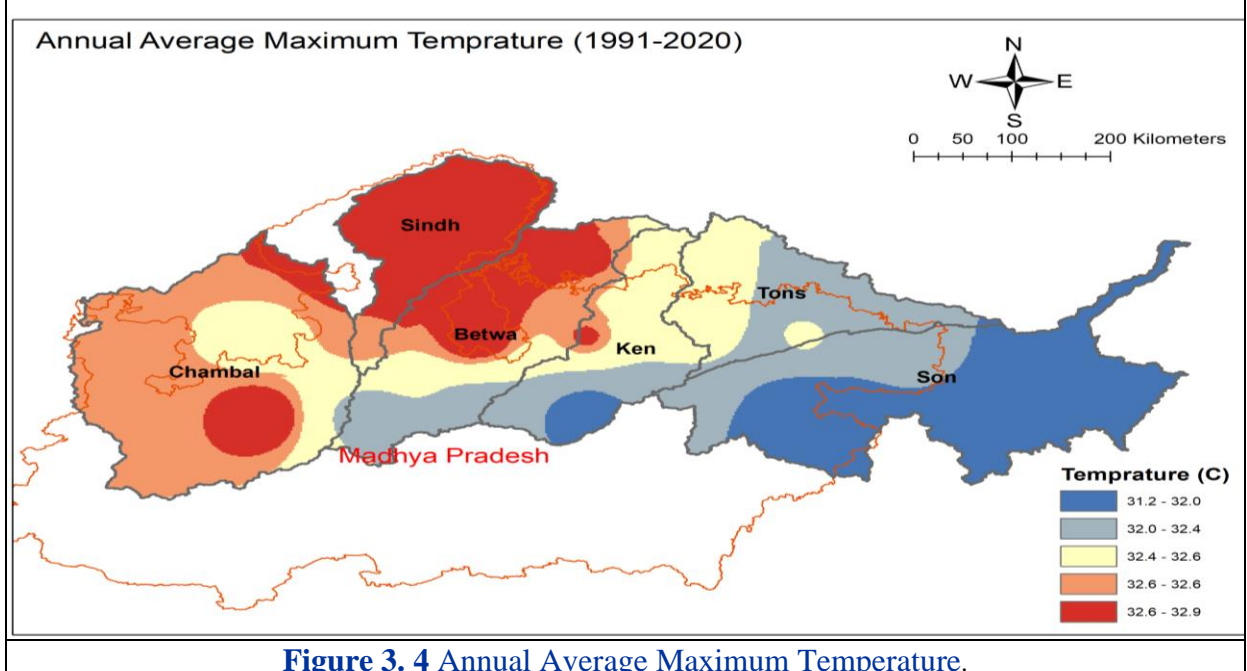 Annual Average Maximum Temprature (1991-2020)
N
W E
S
0 50 100 200 Kilometers
Sindh
Tons
Betwa
Ken
Chambal
Son
Madhya Pradesh
Temprature (C)
31.2 - 32.0
32.0 - 32.4
32.4 - 32.6
32.6 - 32.6
32.6 - 32.9
Figure 3. 4 Annual Average Maximum Temperature.